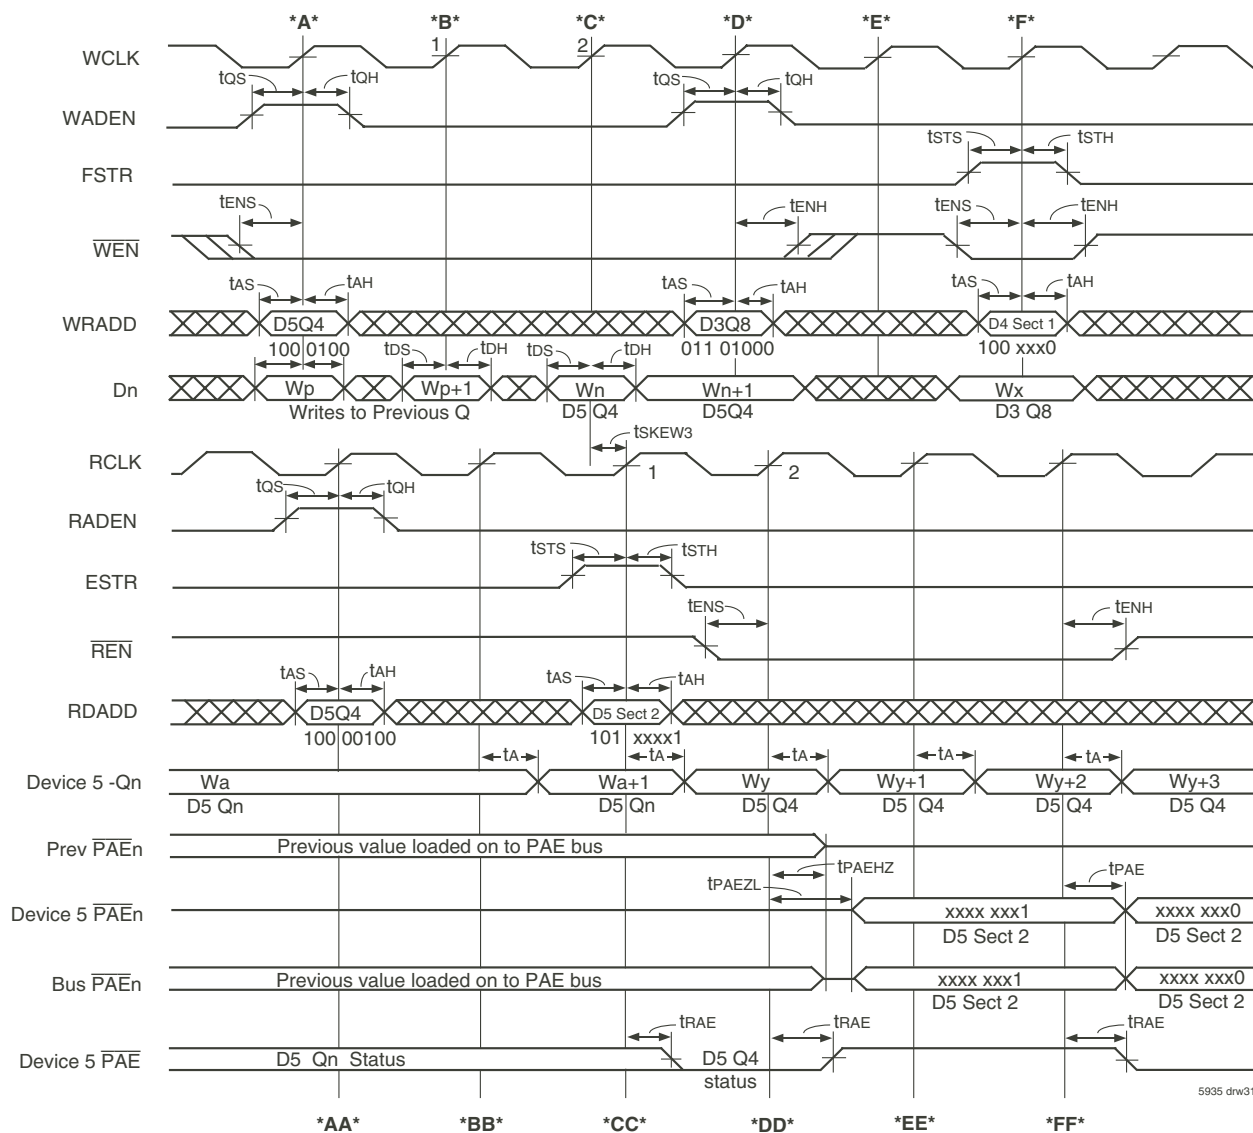 *A* *B* *C* *D* *E* *F*
WCLK 1 2
tQS tQH tQS tQH
WADEN
tSTS tSTH
FSTR
tENS tENH tENS tENH
WEN
tAS tAH tAS tAH tAS tAH
WRADD D5Q4 D3Q8 D4 Sect 1
100 0100 011 01000 100 xxx0
tDS tDH tDS tDH
Dn Wp Wp+1 Wn Wn+1 Wx
Writes to Previous Q D5 Q4 D5Q4 D3 Q8
tSKEW3
RCLK 1 2
tQS tQH
RADEN
tSTS tSTH
ESTR
tENS tENH
REN
tAS tAH tAS tAH
RDADD D5Q4 D5 Sect 2
100 00100 101 xxxx1
tA tA tA tA tA
Device 5 -Qn Wa Wa+1 Wy Wy+1 Wy+2 Wy+3
D5 Qn D5 Qn D5 Q4 D5 Q4 D5 Q4 D5 Q4
Prev PAEn Previous value loaded on to PAE bus
tPAEHZ tPAE
tPAEZL
Device 5 PAEn xxxx xxx1 xxxx xxx0
D5 Sect 2 D5 Sect 2
Bus PAEn Previous value loaded on to PAE bus xxxx xxx1 xxxx xxx0
D5 Sect 2 D5 Sect 2
tRAE tRAE tRAE
Device 5 PAE D5 Qn Status D5 Q4
status
5935 drw31
*AA* *BB* *CC* *DD* *EE* *FF*